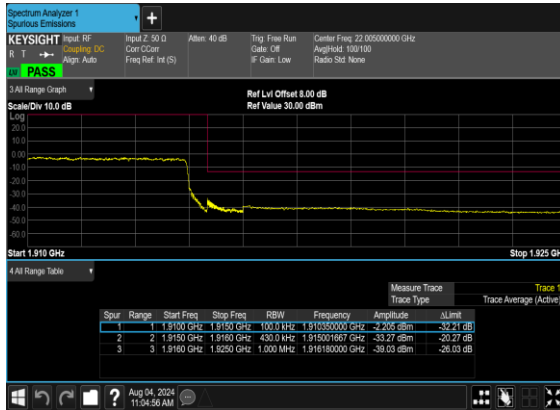 Spectrum Analyzer 1
Spurious Emissions
+
KEYSIGHT Input: RF Input Z: 50 Ω Atten: 40 dB Trig: Free Run Center Freq: 22.005000000 GHz
R T Coupling: DC Corr CCorr Gate: Off Avg|Hold: 100/100
Align: Auto Freq Ref: Int (S) IF Gain: Low Radio Std: None
LVI PASS
3 All Range Graph
Ref Lvl Offset 8.00 dB
Scale/Div 10.0 dB Ref Value 30.00 dBm
Log
20.0
10.0
0.00
-10.0
-20.0
-30.0
-40.0
-50.0
-60.0
Start 1.910 GHz Stop 1.925 GH
4 All Range Table
Measure Trace Trace 1
Trace Type Trace Average (Active)
Spur Range Start Freq Stop Freq RBW Frequency Amplitude ΔLimit
1 1 1.9100 GHz 1.9150 GHz 100.0 kHz 1.910350000 GHz -2.205 dBm -32.21 dB
2 2 1.9150 GHz 1.9160 GHz 430.0 kHz 1.915001667 GHz -33.27 dBm -20.27 dB
3 3 1.9160 GHz 1.9250 GHz 1.000 MHz 1.916180000 GHz -39.03 dBm -26.03 dB
? Aug 04, 2024
11:04:56 AM